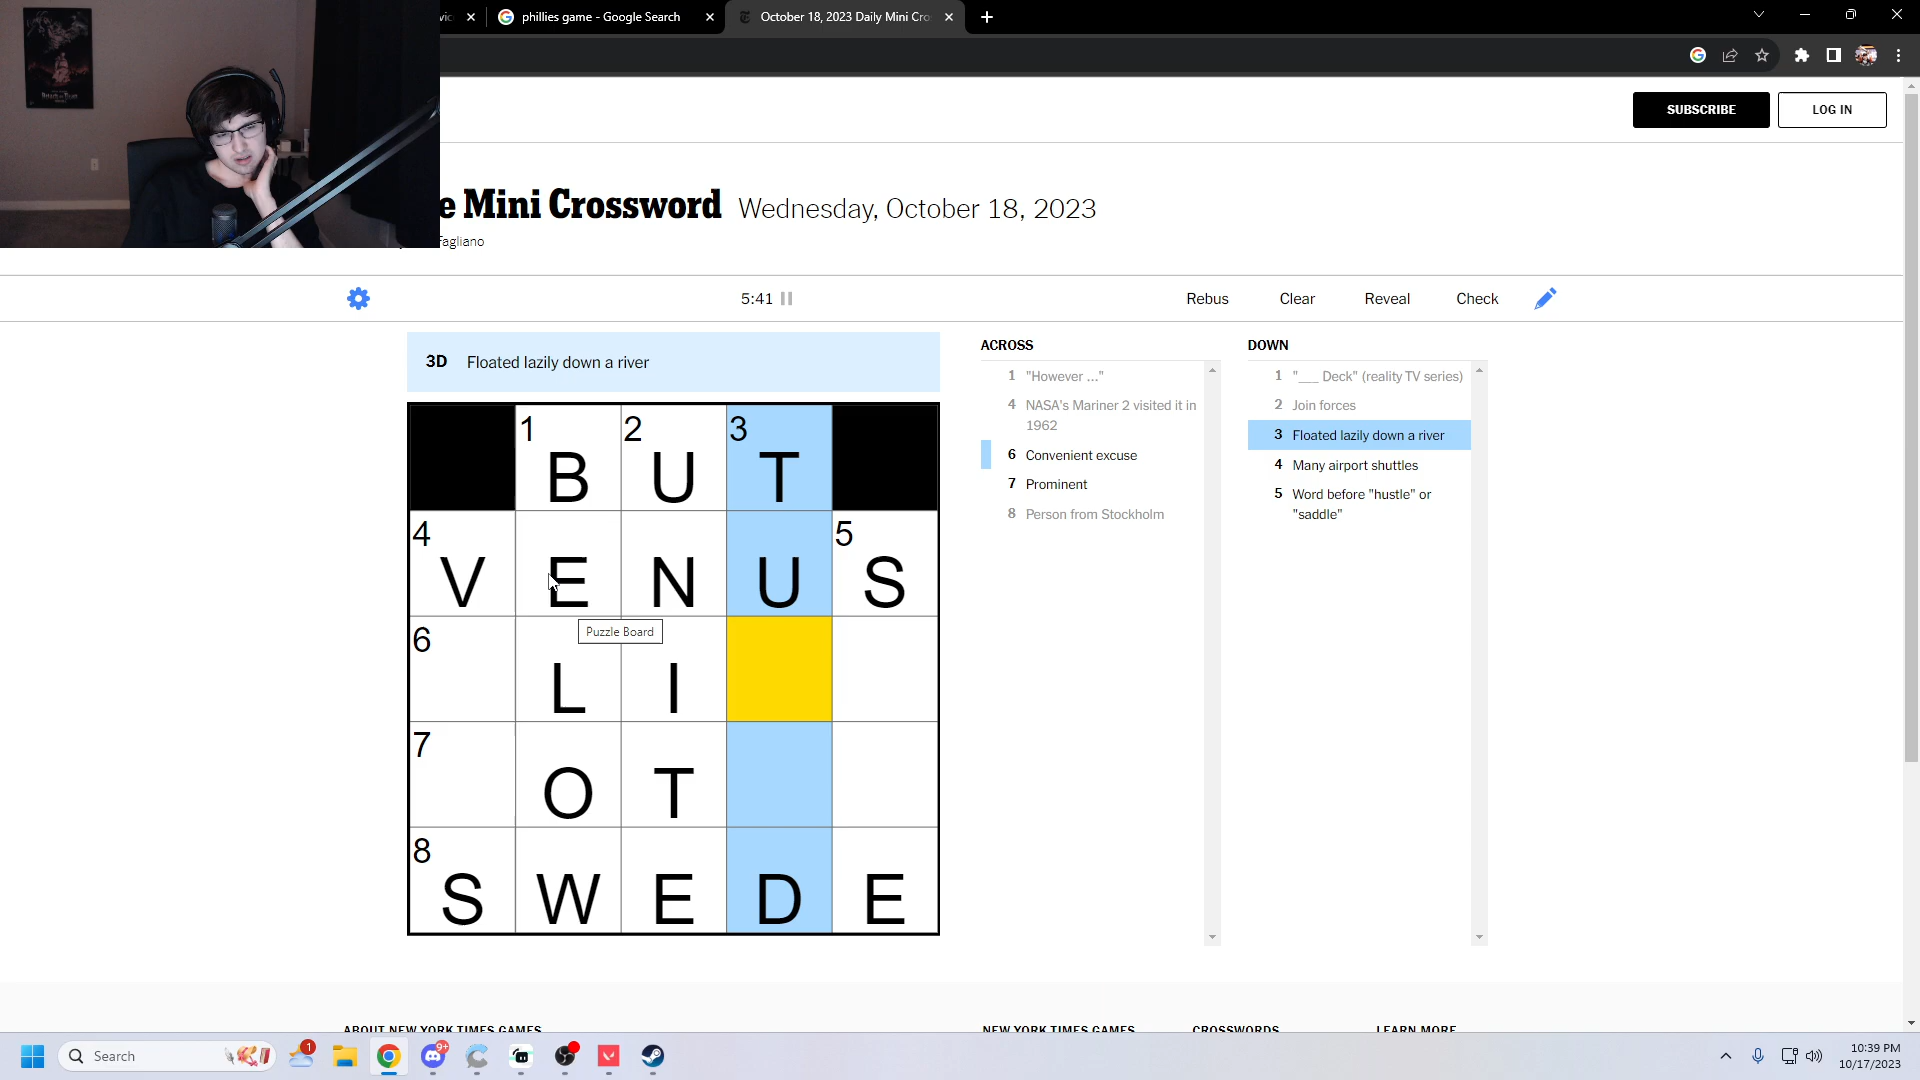 phillies game - Google Search
October 18, 2023 Daily Mini Cro
SUBSCRIBE
LOG IN
e Mini Crossword
Wednesday, October 18, 2023
Fagliano
5:41
Rebus
Clear
Reveal
Check
3D Floated lazily down a river
1 B
2 U
3 T
4 V
E
N
U
5 S
6
L
I
7
O
T
8 S
W
E
D
E
Puzzle Board
ACROSS
1 "However ..."
4 NASA's Mariner 2 visited it in
1962
6 Convenient excuse
7 Prominent
8 Person from Stockholm
DOWN
1 "___ Deck" (reality TV series)
2 Join forces
3 Floated lazily down a river
4 Many airport shuttles
5 Word before "hustle" or
"saddle"
ABOUT NEW YORK TIMES GAMES
NEW YORK TIMES GAMES
CROSSWORDS
LEARN MORE
Search
1
9+
10:39 PM
10/17/2023